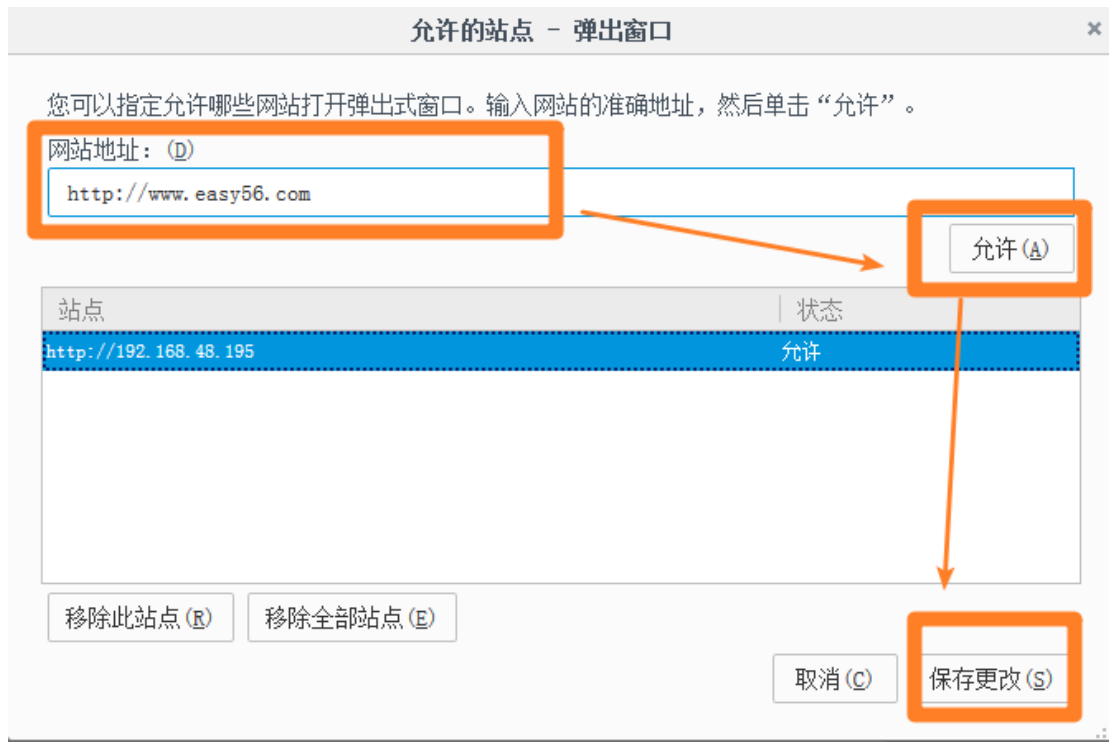 允许的站点 - 弹出窗口
×
您可以指定允许哪些网站打开弹出式窗口。输入网站的准确地址，然后单击“允许”。
网站地址：(D)
http://www.easy56.com
允许(A)
站点 状态
http://192.168.48.195 允许
移除此站点(R) 移除全部站点(E)
取消(C) 保存更改(S)